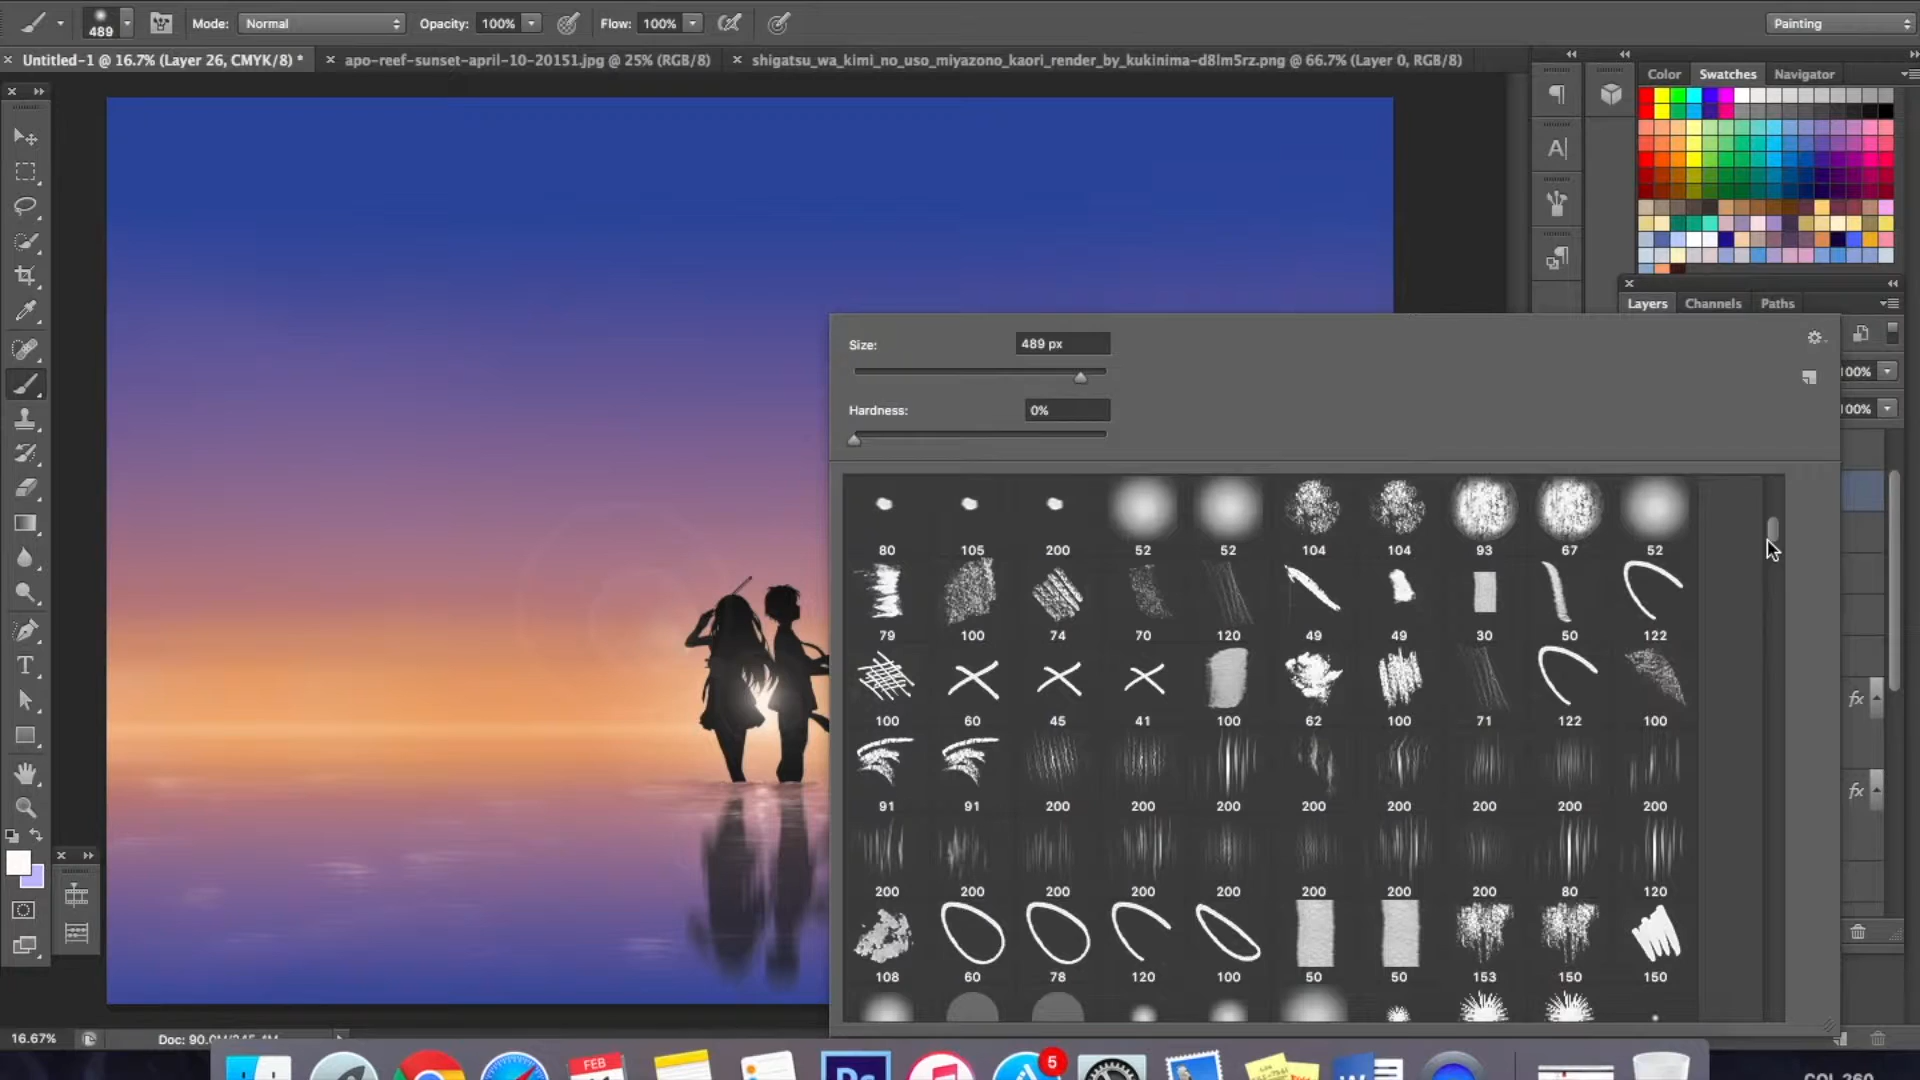 489 Mode: Normal Opacity: 100% Flow: 100% Painting
Untitled-1 @ 16.7% (Layer 26, CMYK/8) * apo-reef-sunset-april-10-20151.jpg @ 25% (RGB/8) shigatsu_wa_kimi_no_uso_miyazono_kaori_render_by_kukinima-d8lm5rz.png @ 66.7% (Layer 0, RGB/8)
Color Swatches Navigator
Layers Channels Paths
Size: 489 px
100%
Hardness: 0%
100%
80 105 200 52 52 104 104 93 67 52
79 100 74 70 120 49 49 30 50 122
100 60 45 41 100 62 100 71 122 100
fx
91 91 200 200 200 200 200 200 200 200
fx
200 200 200 200 200 200 200 200 80 120
108 60 78 120 100 50 50 153 150 150
16.67% Doc:
FEB
5
Ps
W